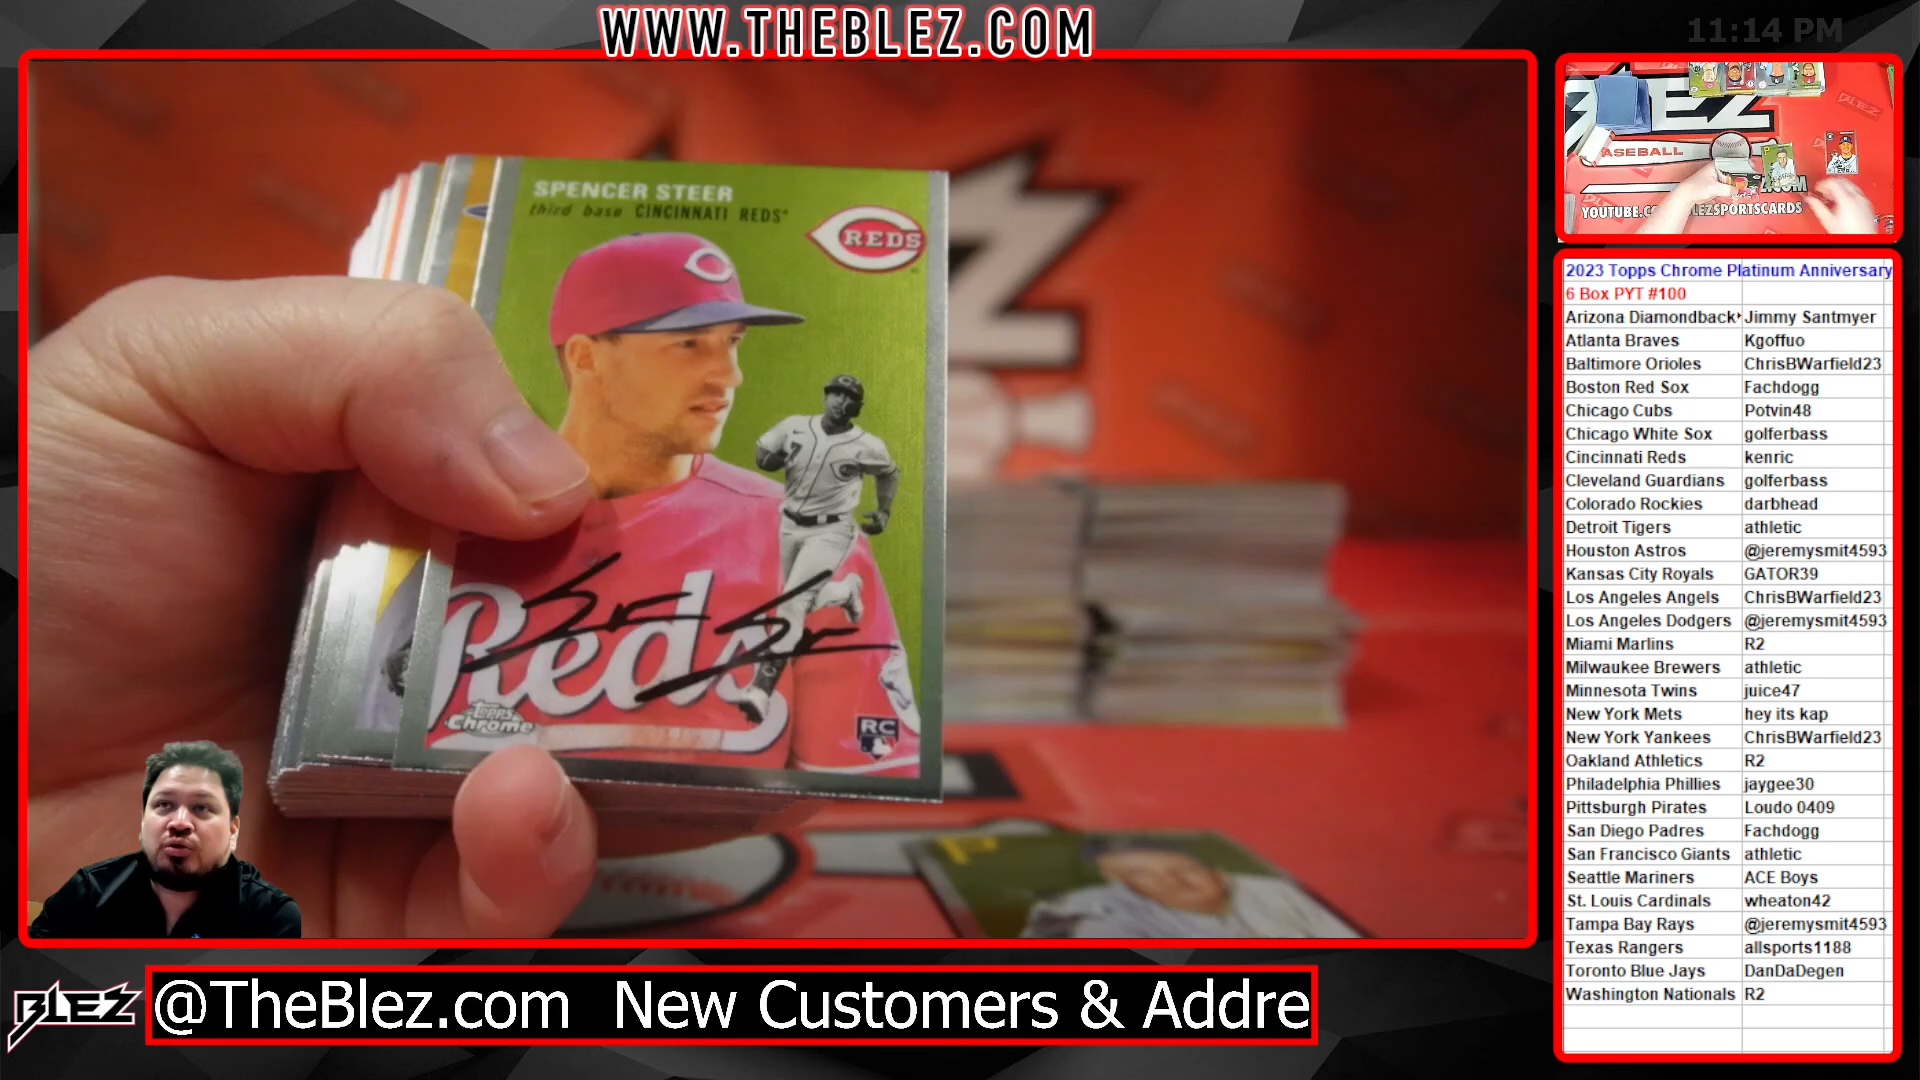 WWW.THEBLEZ.COM
11:14 PM
SPENCER STEER
third base CINCINNATI REDS
REDS
Reds
Topps
Chrome
RC
BLEZ
ASEBALL
YOUTUBE.C
LEZSPORTSCARDS
2023 Topps Chrome Platinum Anniversary
6 Box PYT #100
Arizona Diamondback Jimmy Santmyer
Atlanta Braves Kgoffuo
Baltimore Orioles ChrisBWarfield23
Boston Red Sox Fachdogg
Chicago Cubs Potvin48
Chicago White Sox golferbass
Cincinnati Reds kenric
Cleveland Guardians golferbass
Colorado Rockies darbhead
Detroit Tigers athletic
Houston Astros @jeremysmit4593
Kansas City Royals GATOR39
Los Angeles Angels ChrisBWarfield23
Los Angeles Dodgers @jeremysmit4593
Miami Marlins R2
Milwaukee Brewers athletic
Minnesota Twins juice47
New York Mets hey its kap
New York Yankees ChrisBWarfield23
Oakland Athletics R2
Philadelphia Phillies jaygee30
Pittsburgh Pirates Loudo 0409
San Diego Padres Fachdogg
San Francisco Giants athletic
Seattle Mariners ACE Boys
St. Louis Cardinals wheaton42
Tampa Bay Rays @jeremysmit4593
Texas Rangers allsports1188
Toronto Blue Jays DanDaDegen
Washington Nationals R2
BLEZ
@TheBlez.com New Customers & Addre